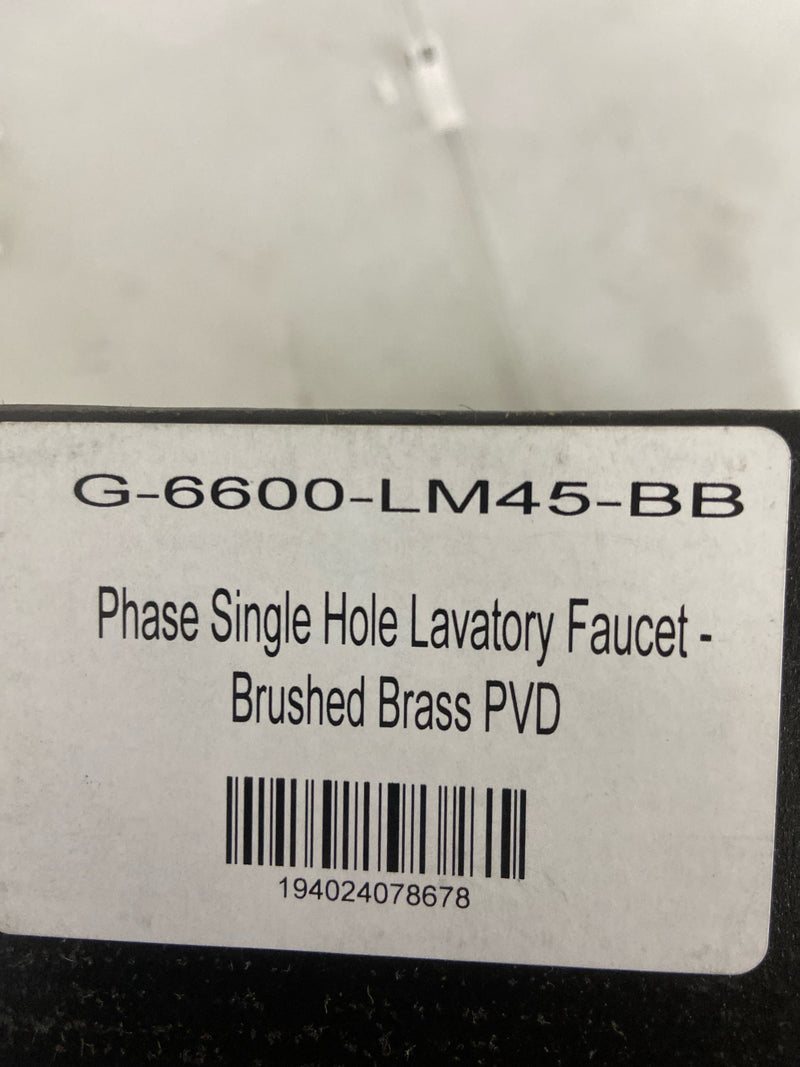 G-6600-LM45-BB
Phase Single Hole Lavatory Faucet -
Brushed Brass PVD
194024078678